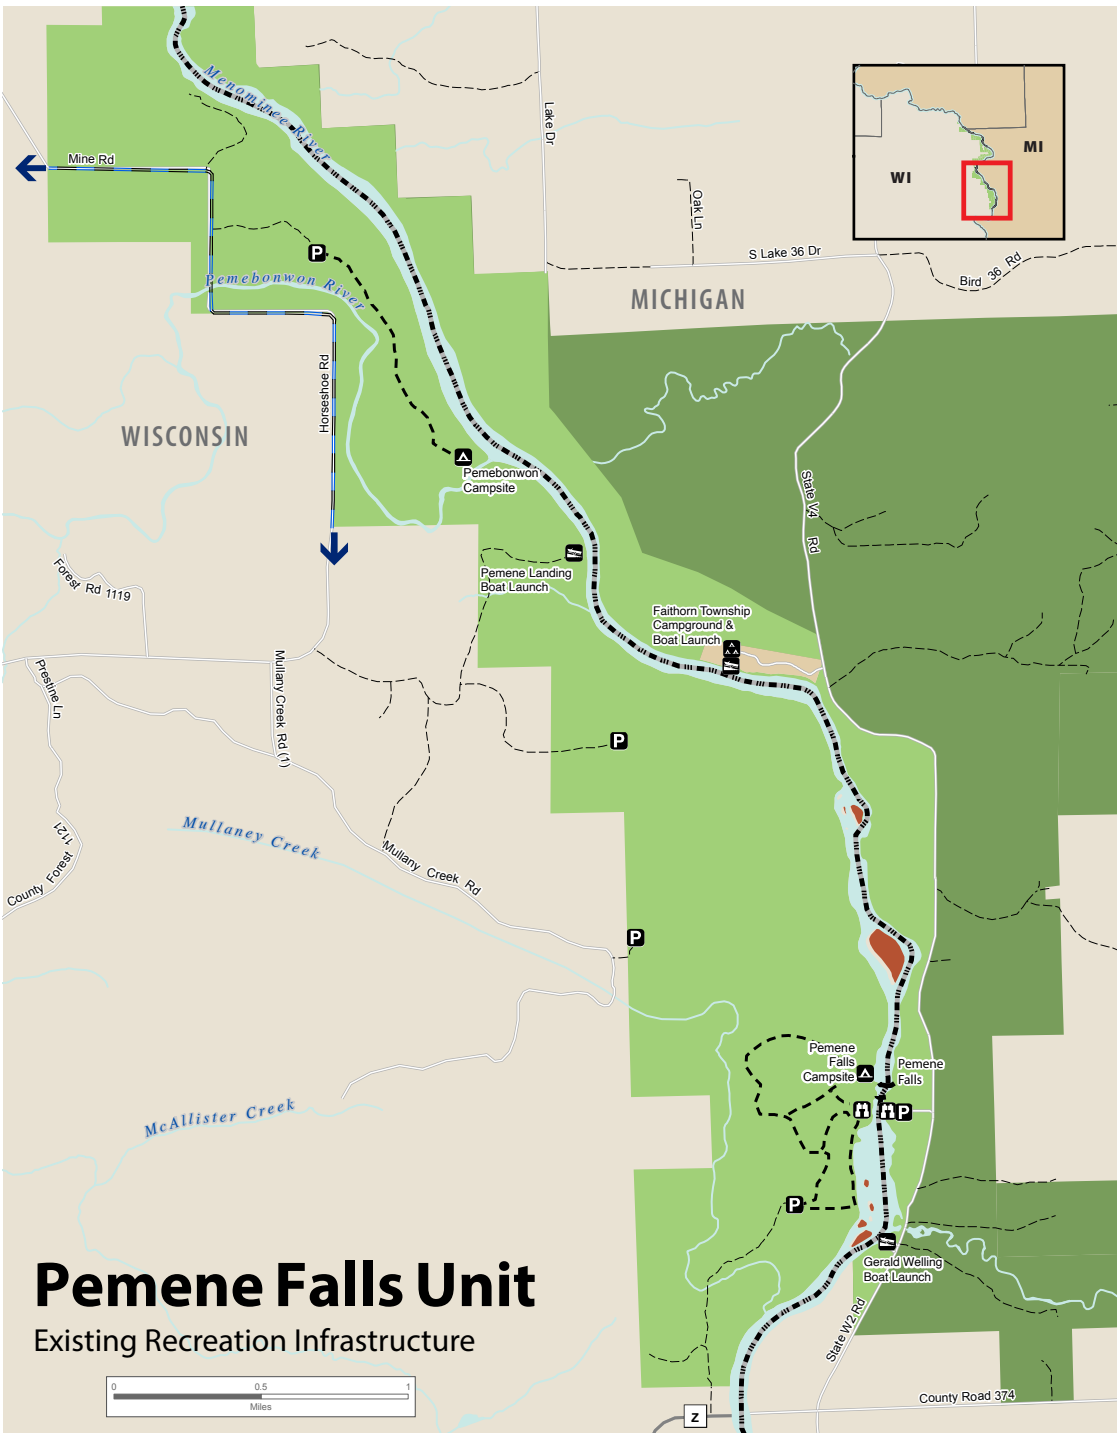 Menominee River
Lake Dr
Mine Rd
WI
MI
Oak Ln
S Lake 36 Dr
Bird 36 Rd
P
Pemebonwon River
MICHIGAN
Horseshoe Rd
WISCONSIN
Pemebonwon
Campsite
State V4 Rd
Pemene Landing
Boat Launch
Forest Rd 1119
Faithorn Township
Campground &
Boat Launch
Prestine Ln
Mullany Creek Rd (1)
P
Mullaney Creek
County Forest 1121
Mullany Creek Rd
P
Pemene
Falls
Campsite
Pemene
Falls
P
McAllister Creek
P
Gerald Welling
Boat Launch
Pemene Falls Unit
Existing Recreation Infrastructure
State W2 Rd
0 0.5 1
Miles
County Road 374
Z